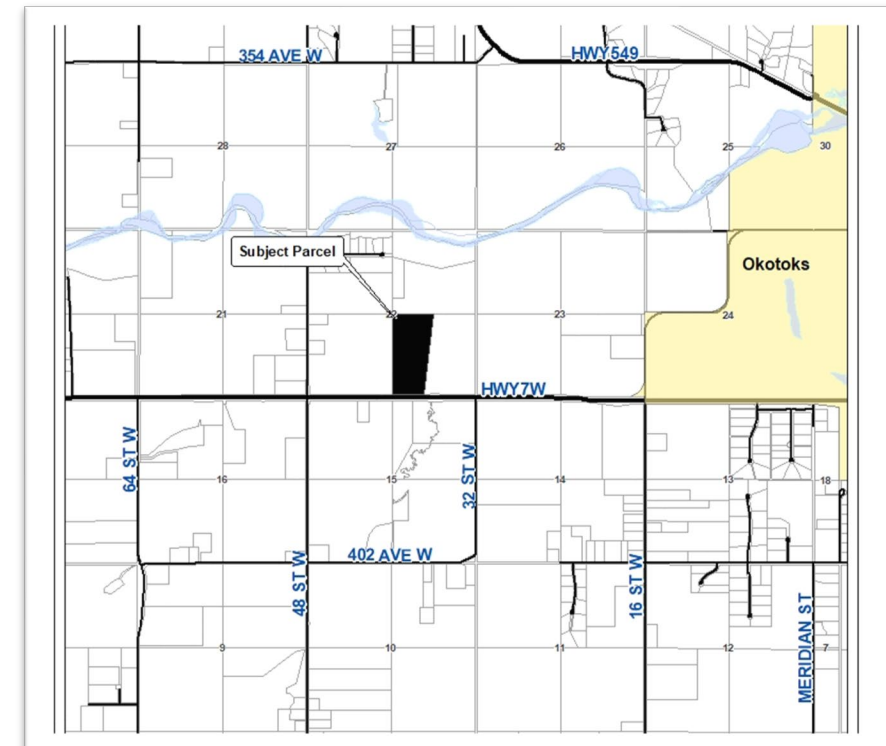 354 AVE W
HWY549
28
27
26
25
30
Subject Parcel
Okotoks
21
22
23
24
HWY7W
64 ST W
32 ST W
16
15
14
13
18
48 ST W
402 AVE W
16 ST W
MERIDIAN ST
9
10
11
12
7